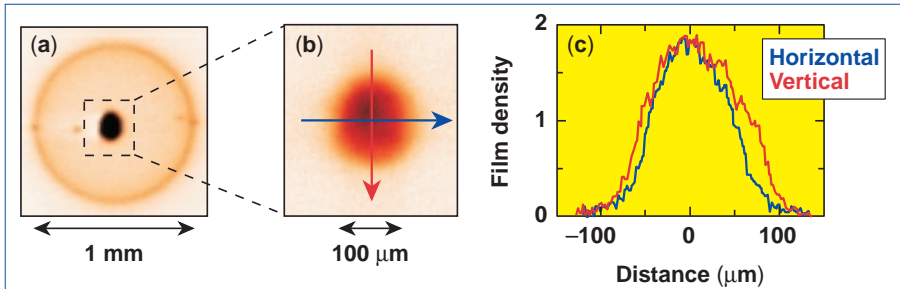 (a)
1 mm
(b)
100 μm
(c)
Horizontal
Vertical
Film density
2
1
0
–100
0
100
Distance (μm)